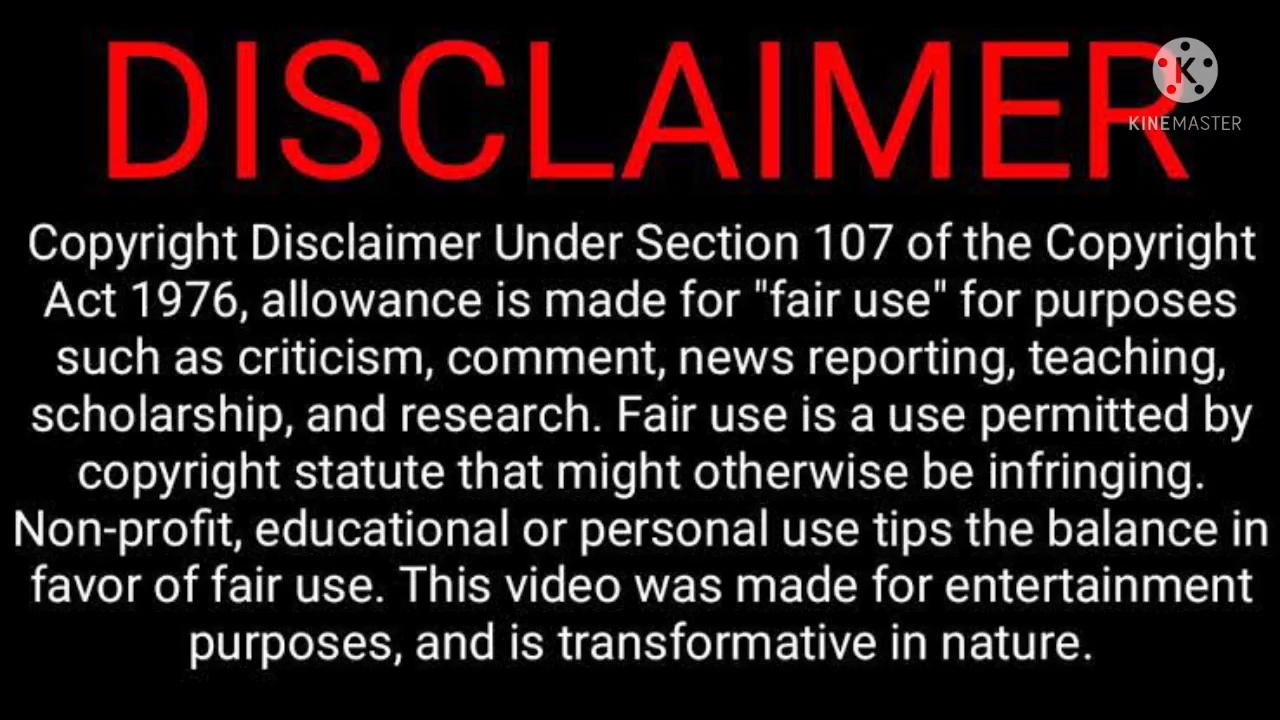 DISCLAIMER
K
KINEMASTER
Copyright Disclaimer Under Section 107 of the Copyright
Act 1976, allowance is made for "fair use" for purposes
such as criticism, comment, news reporting, teaching,
scholarship, and research. Fair use is a use permitted by
copyright statute that might otherwise be infringing.
Non-profit, educational or personal use tips the balance in
favor of fair use. This video was made for entertainment
purposes, and is transformative in nature.